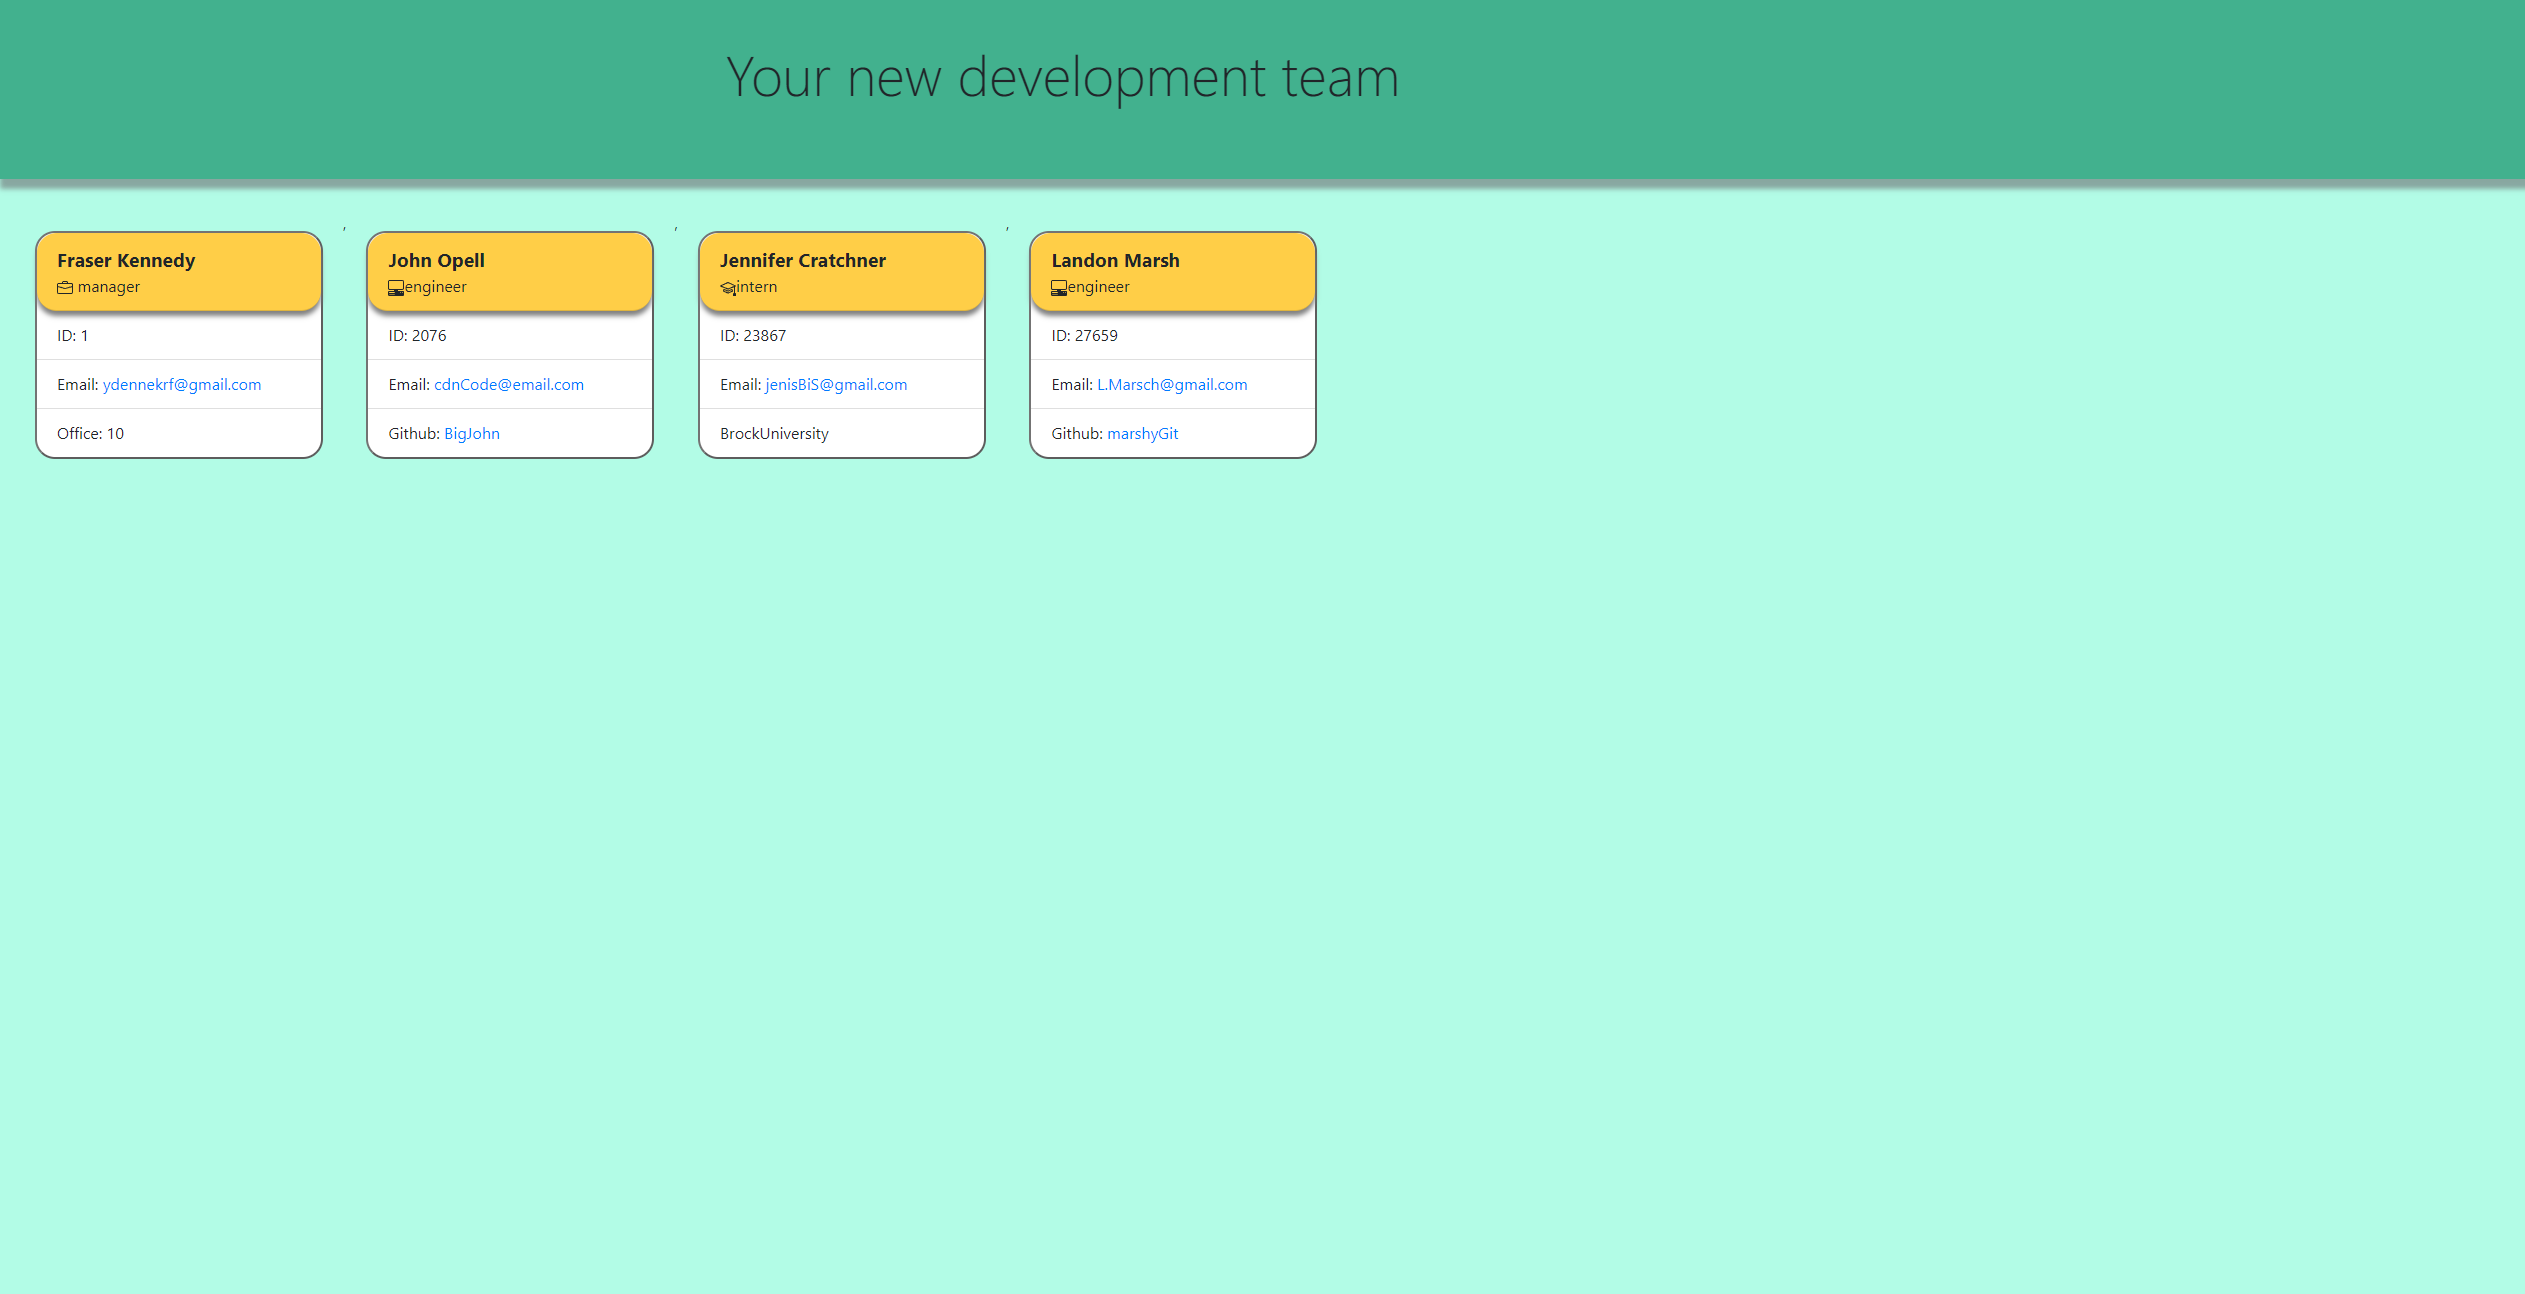 Your new development team
, , ,
Fraser Kennedy
manager
ID: 1
Email: ydennekrf@gmail.com
Office: 10
John Opell
engineer
ID: 2076
Email: cdnCode@email.com
Github: BigJohn
Jennifer Cratchner
intern
ID: 23867
Email: jenisBiS@gmail.com
BrockUniversity
Landon Marsh
engineer
ID: 27659
Email: L.Marsch@gmail.com
Github: marshyGit